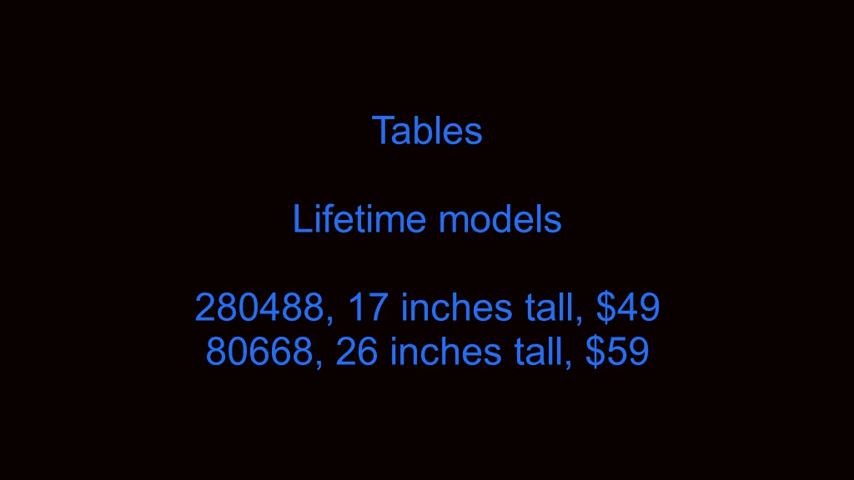 Tables
Lifetime models
280488, 17 inches tall, $49
80668, 26 inches tall, $59